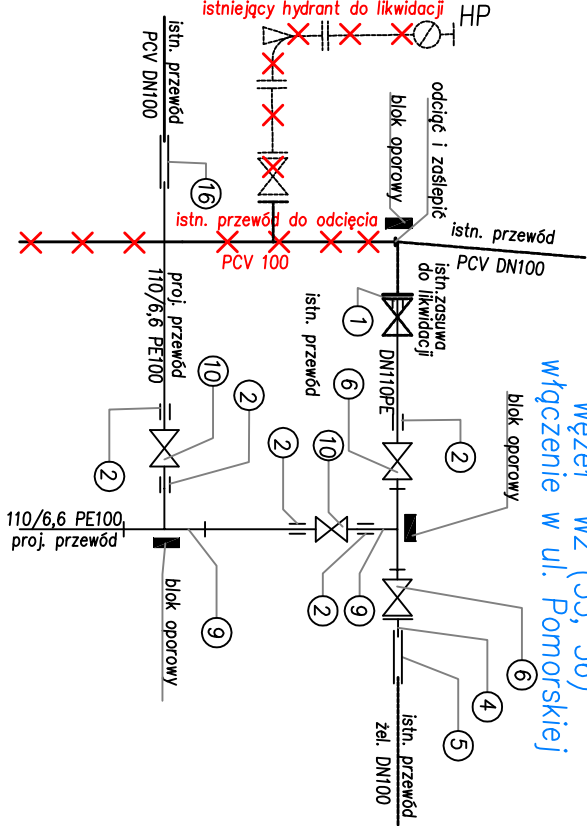 istniejący hydrant do likwidacji
HP
istn. przewód
PCV DN100
odciąć i zaślepić
blok oporowy
16
istn. przewód do odcięcia
PCV 100
istn. przewód
PCV DN100
istn.zasuwa
do likwidacji
1
DN110PE
proj. przewód
110/6,6 PE100
istn. przewód
6
10
2
2
2
10
2
blok oporowy
włączenie w ul. Pomorskiej
110/6,6 PE100
proj. przewód
9
blok oporowy
2
9
6
4
5
istn. przewód
żel. DN100